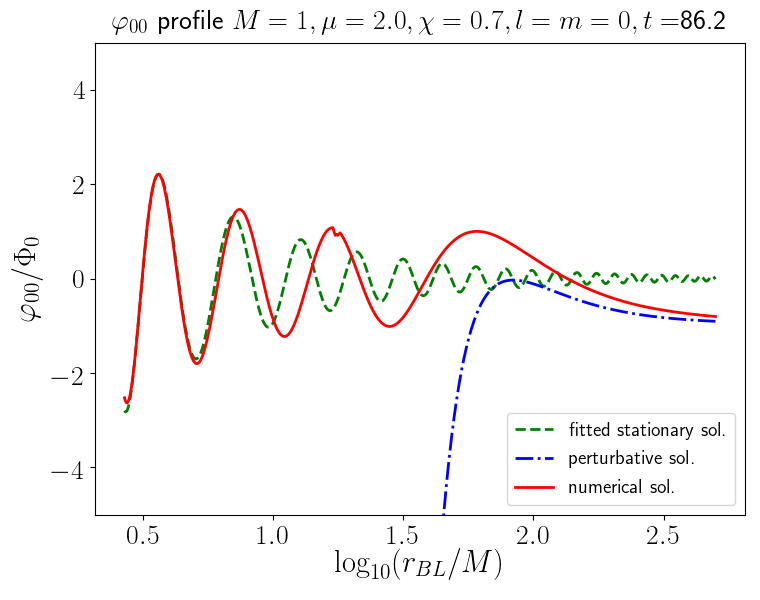 φ₀₀ profile M = 1, μ = 2.0, χ = 0.7, l = m = 0, t =86.2
φ₀₀/Φ₀
4
2
0
−2
−4
fitted stationary sol.
perturbative sol.
numerical sol.
0.5 1.0 1.5 2.0 2.5
log₁₀(r_BL/M)